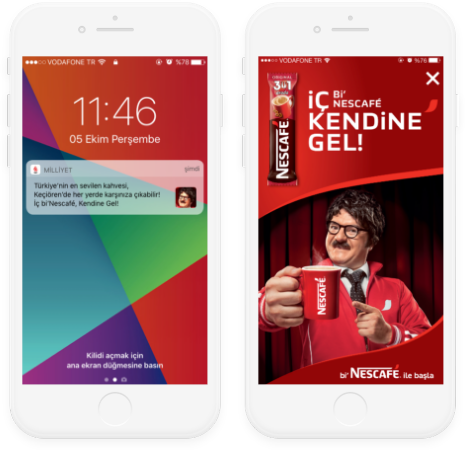 VODAFONE TR
%78
11:46
05 Ekim Perşembe
MİLLİYET
şimdi
Türkiye'nin en sevilen kahvesi,
Keçiören'de her yerde karşınıza çıkabilir!
İç bi'Nescafé, Kendine Gel!
Kilidi açmak için
ana ekran düğmesine basın
VODAFONE TR
%78
ORIGINAL
3ü1
NESCAFÉ
iÇ Bi'
NESCAFÉ
KENDiNE
GEL!
NESCAFÉ
bi' NESCAFÉ. ile başla